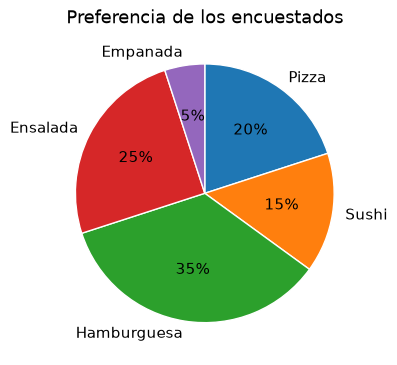 Preferencia de los encuestados
Empanada
Pizza
5%
20%
Ensalada
25%
15%
Sushi
35%
Hamburguesa